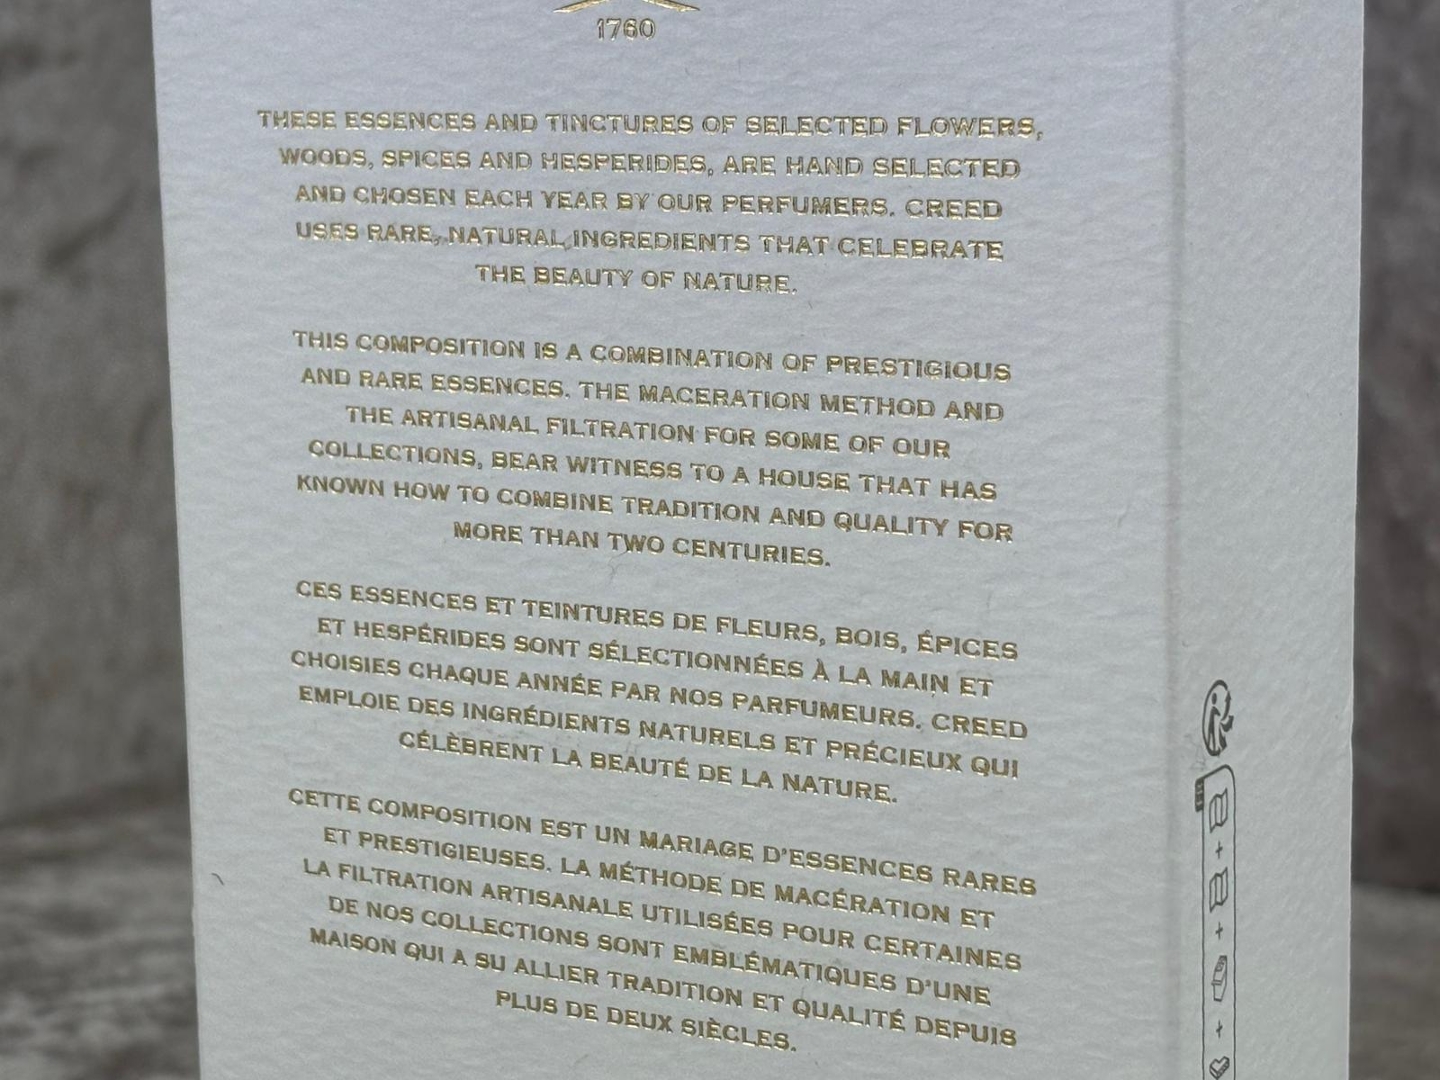 1760
THESE ESSENCES AND TINCTURES OF SELECTED FLOWERS,
WOODS, SPICES AND HESPERIDES, ARE HAND SELECTED
AND CHOSEN EACH YEAR BY OUR PERFUMERS. CREED
USES RARE, NATURAL INGREDIENTS THAT CELEBRATE
THE BEAUTY OF NATURE.
THIS COMPOSITION IS A COMBINATION OF PRESTIGIOUS
AND RARE ESSENCES. THE MACERATION METHOD AND
THE ARTISANAL FILTRATION FOR SOME OF OUR
COLLECTIONS, BEAR WITNESS TO A HOUSE THAT HAS
KNOWN HOW TO COMBINE TRADITION AND QUALITY FOR
MORE THAN TWO CENTURIES.
CES ESSENCES ET TEINTURES DE FLEURS, BOIS, ÉPICES
ET HESPÉRIDES SONT SÉLECTIONNÉES À LA MAIN ET
CHOISIES CHAQUE ANNÉE PAR NOS PARFUMEURS. CREED
EMPLOIE DES INGRÉDIENTS NATURELS ET PRÉCIEUX QUI
CÉLÈBRENT LA BEAUTÉ DE LA NATURE.
CETTE COMPOSITION EST UN MARIAGE D'ESSENCES RARES
ET PRESTIGIEUSES. LA MÉTHODE DE MACÉRATION ET
LA FILTRATION ARTISANALE UTILISÉES POUR CERTAINES
DE NOS COLLECTIONS SONT EMBLÉMATIQUES D'UNE
MAISON QUI A SU ALLIER TRADITION ET QUALITÉ DEPUIS
PLUS DE DEUX SIÈCLES.